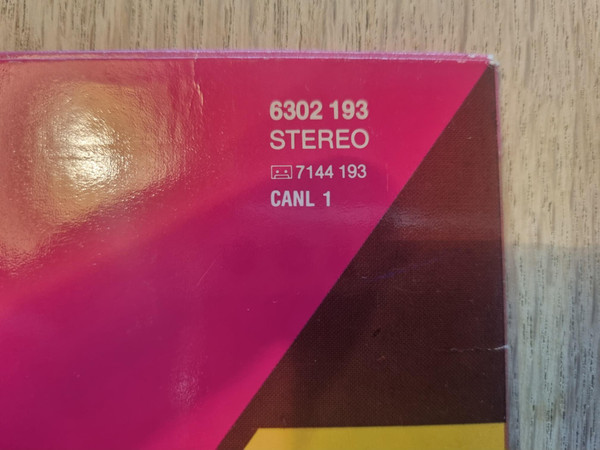 6302 193
STEREO
7144 193
CANL 1